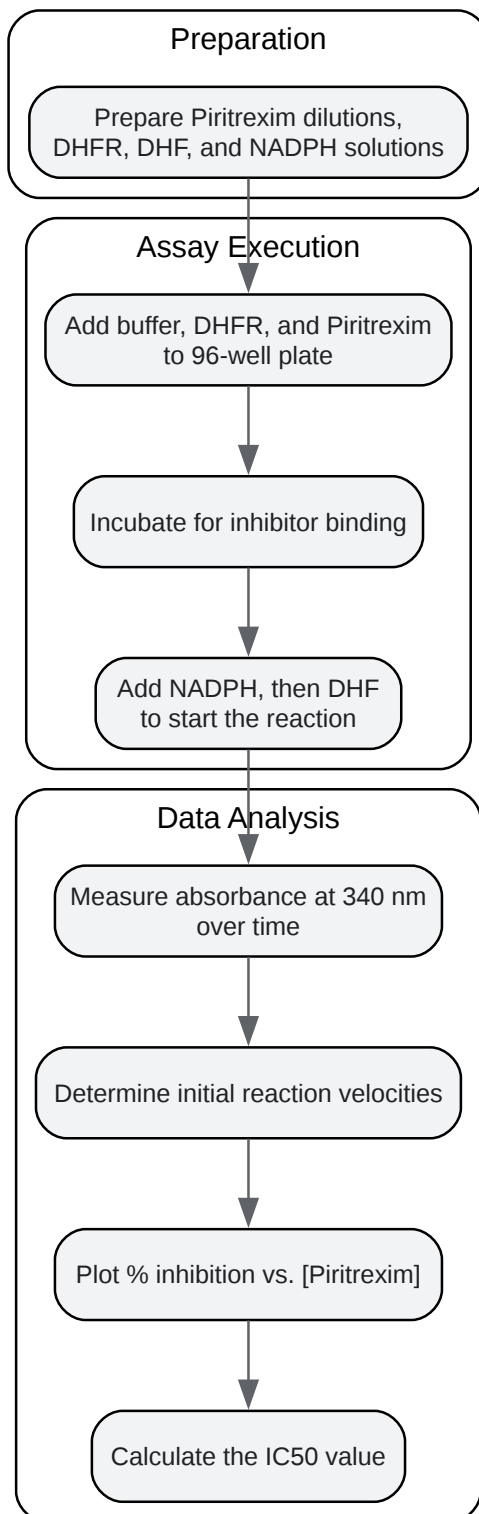 Preparation
Prepare Piritrexim dilutions,
DHFR, DHF, and NADPH solutions
Assay Execution
Add buffer, DHFR, and Piritrexim
to 96-well plate
Incubate for inhibitor binding
Add NADPH, then DHF
to start the reaction
Data Analysis
Measure absorbance at 340 nm
over time
Determine initial reaction velocities
Plot % inhibition vs. [Piritrexim]
Calculate the IC50 value